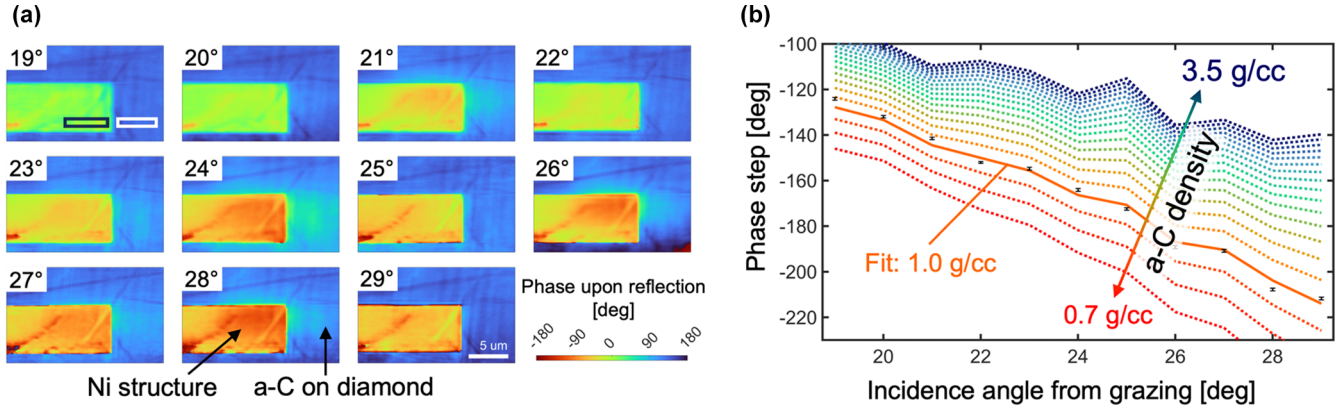 (a)
19° 20° 21° 22°
23° 24° 25° 26°
27° 28° 29°
Phase upon reflection
[deg]
-180 -90 0 90 180
5 um
Ni structure a-C on diamond
(b)
-100
-120
-140
-160
-180
-200
-220
Phase step [deg]
3.5 g/cc
a-C density
Fit: 1.0 g/cc
0.7 g/cc
20 22 24 26 28
Incidence angle from grazing [deg]